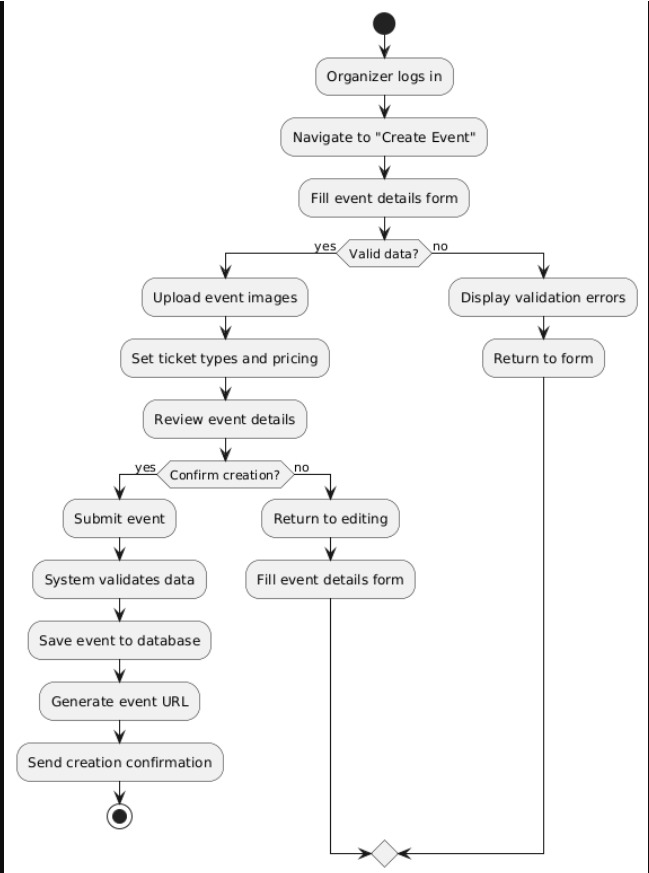 Organizer logs in
Navigate to "Create Event"
Fill event details form
yes
Valid data?
no
Upload event images
Display validation errors
Set ticket types and pricing
Return to form
Review event details
yes
Confirm creation?
no
Submit event
Return to editing
System validates data
Fill event details form
Save event to database
Generate event URL
Send creation confirmation